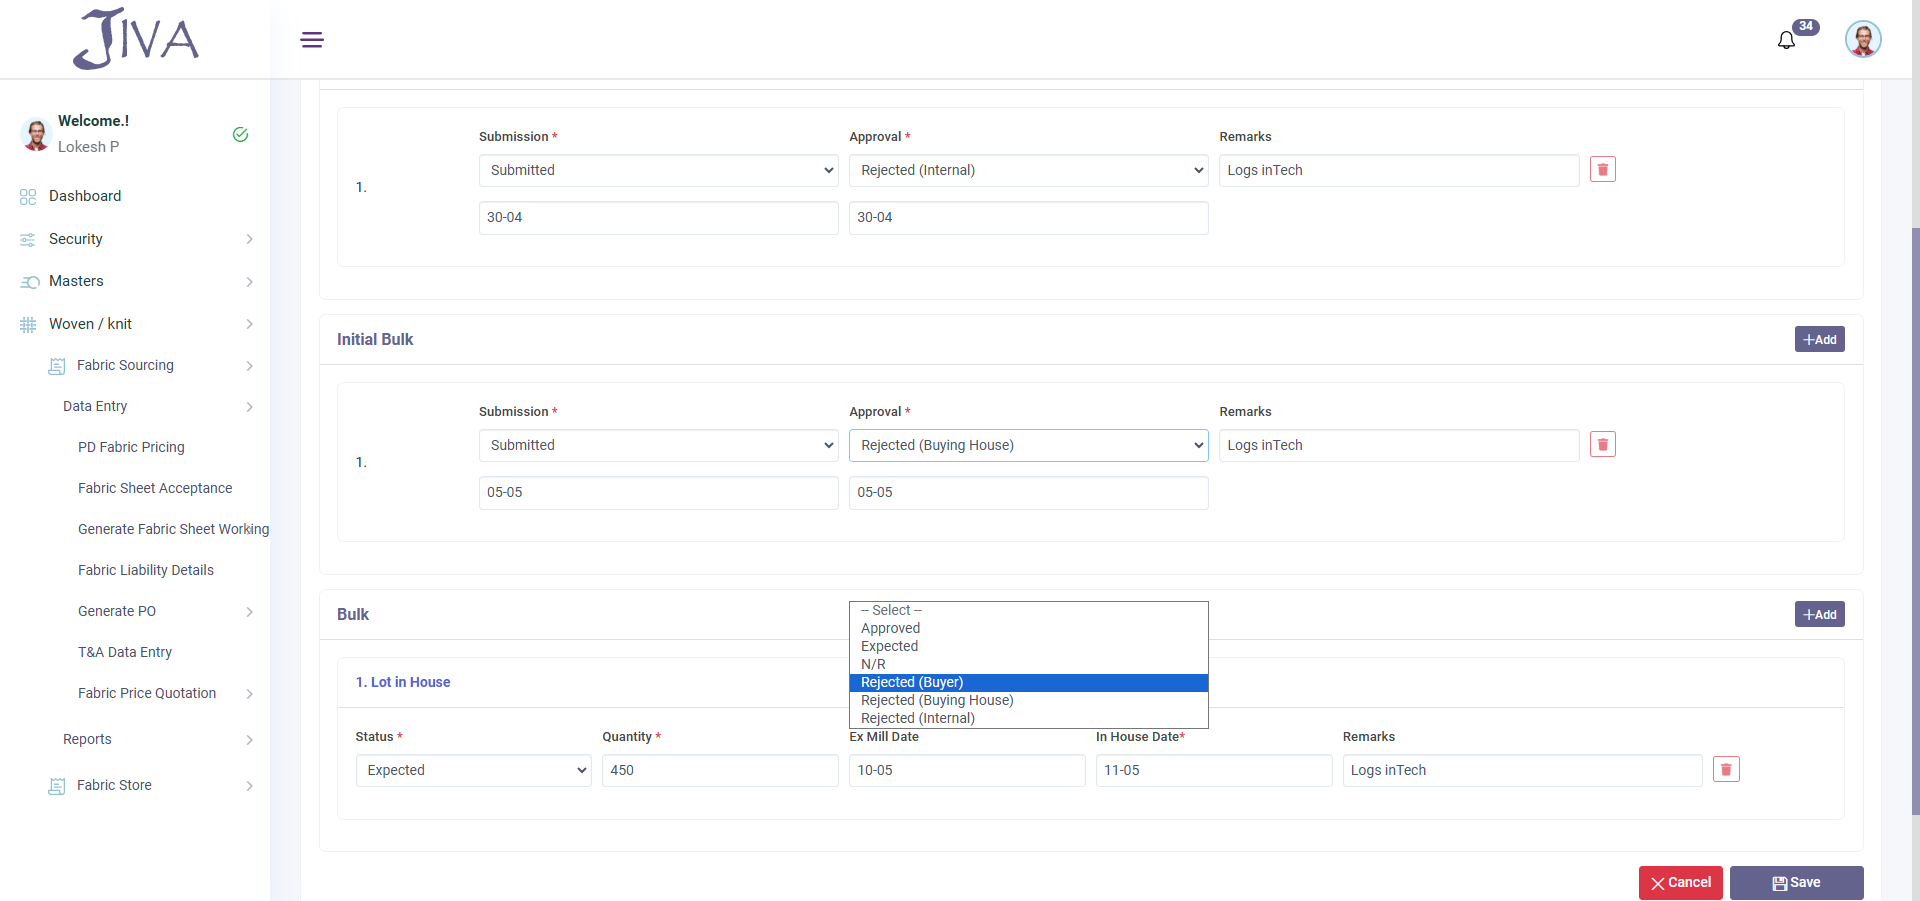 JIVA
34
Welcome.!
Lokesh P
Dashboard
Security
Masters
Woven / knit
Fabric Sourcing
Data Entry
PD Fabric Pricing
Fabric Sheet Acceptance
Generate Fabric Sheet Working
Fabric Liability Details
Generate PO
T&A Data Entry
Fabric Price Quotation
Reports
Fabric Store
Submission * Approval * Remarks
1. Submitted Rejected (Internal) Logs inTech
30-04 30-04
Initial Bulk +Add
Submission * Approval * Remarks
1. Submitted Rejected (Buying House) Logs inTech
05-05 05-05
Bulk +Add
-- Select --
Approved
Expected
N/R
Rejected (Buyer)
Rejected (Buying House)
Rejected (Internal)
1. Lot in House
Status * Quantity * Ex Mill Date In House Date* Remarks
Expected 450 10-05 11-05 Logs inTech
Cancel Save